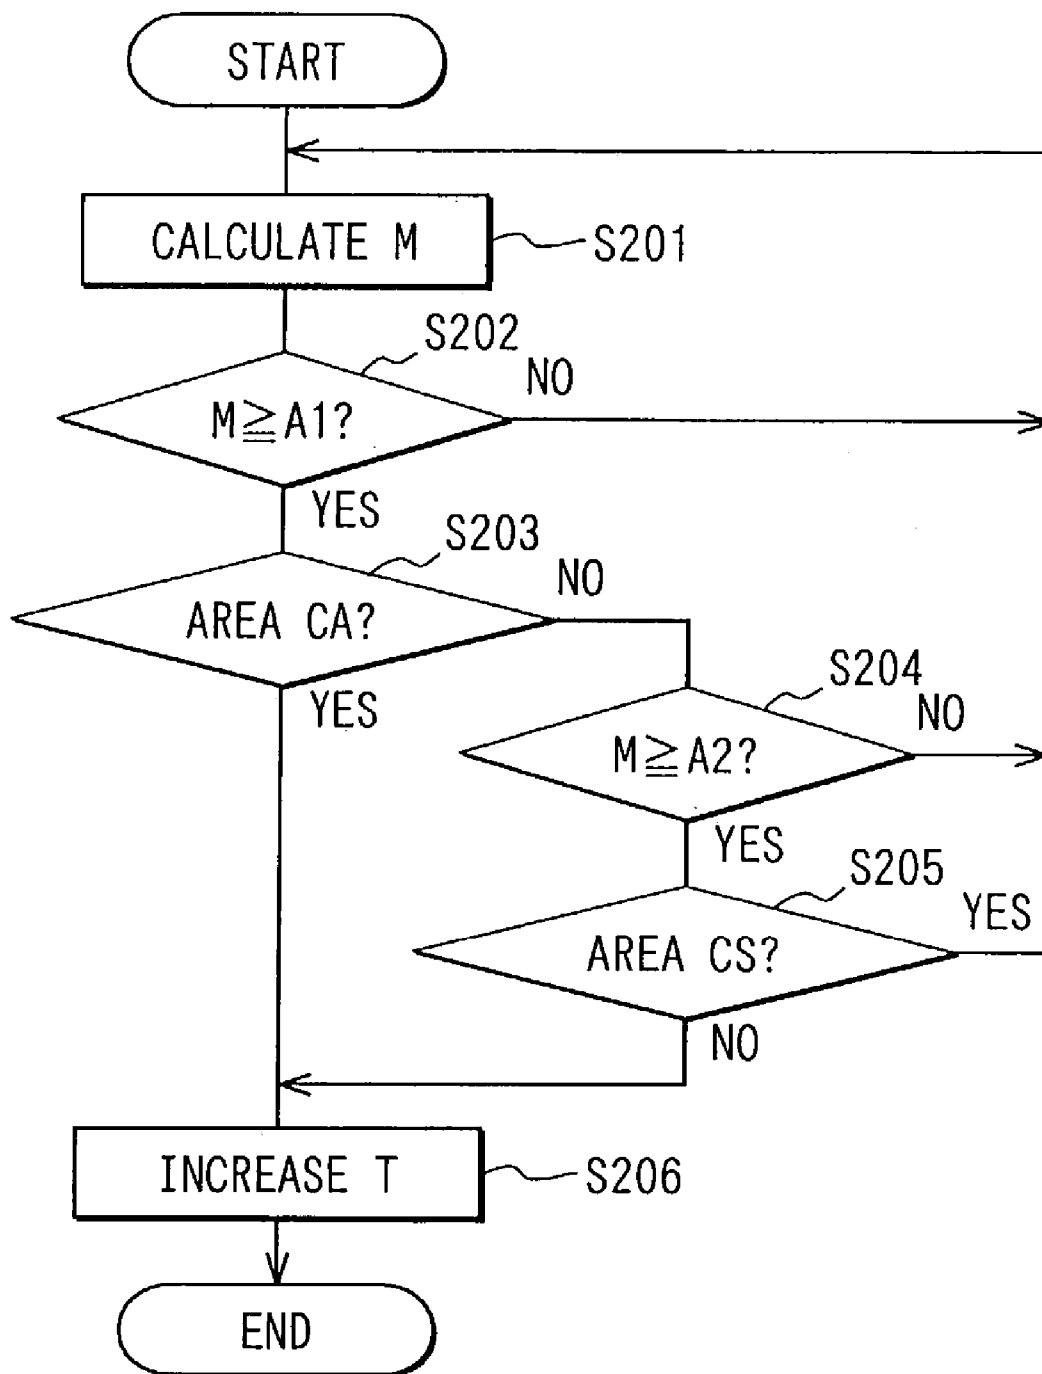 START
CALCULATE M
S201
S202
M≧A1?
NO
YES
S203
AREA CA?
NO
YES
S204
M≧A2?
NO
YES
S205
AREA CS?
YES
NO
INCREASE T
S206
END